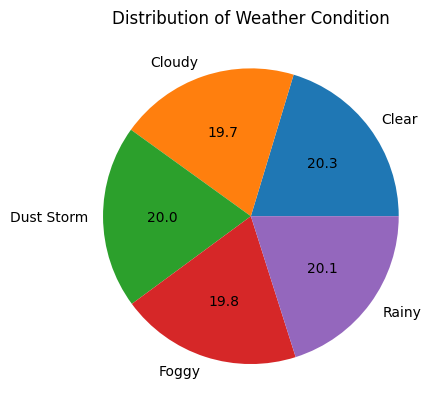 Distribution of Weather Condition
Cloudy
Clear
19.7
20.3
Dust Storm
20.0
19.8
20.1
Rainy
Foggy